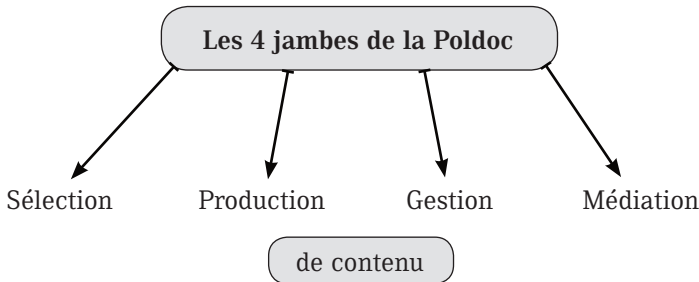 Les 4 jambes de la Poldoc
Sélection Production Gestion Médiation
de contenu